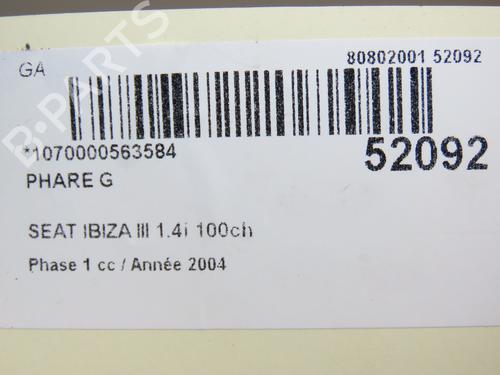 GA
80802001 52092
*1070000563584
52092
PHARE G
SEAT IBIZA III 1.4i 100ch
Phase 1 cc / Année 2004
B-PARTS